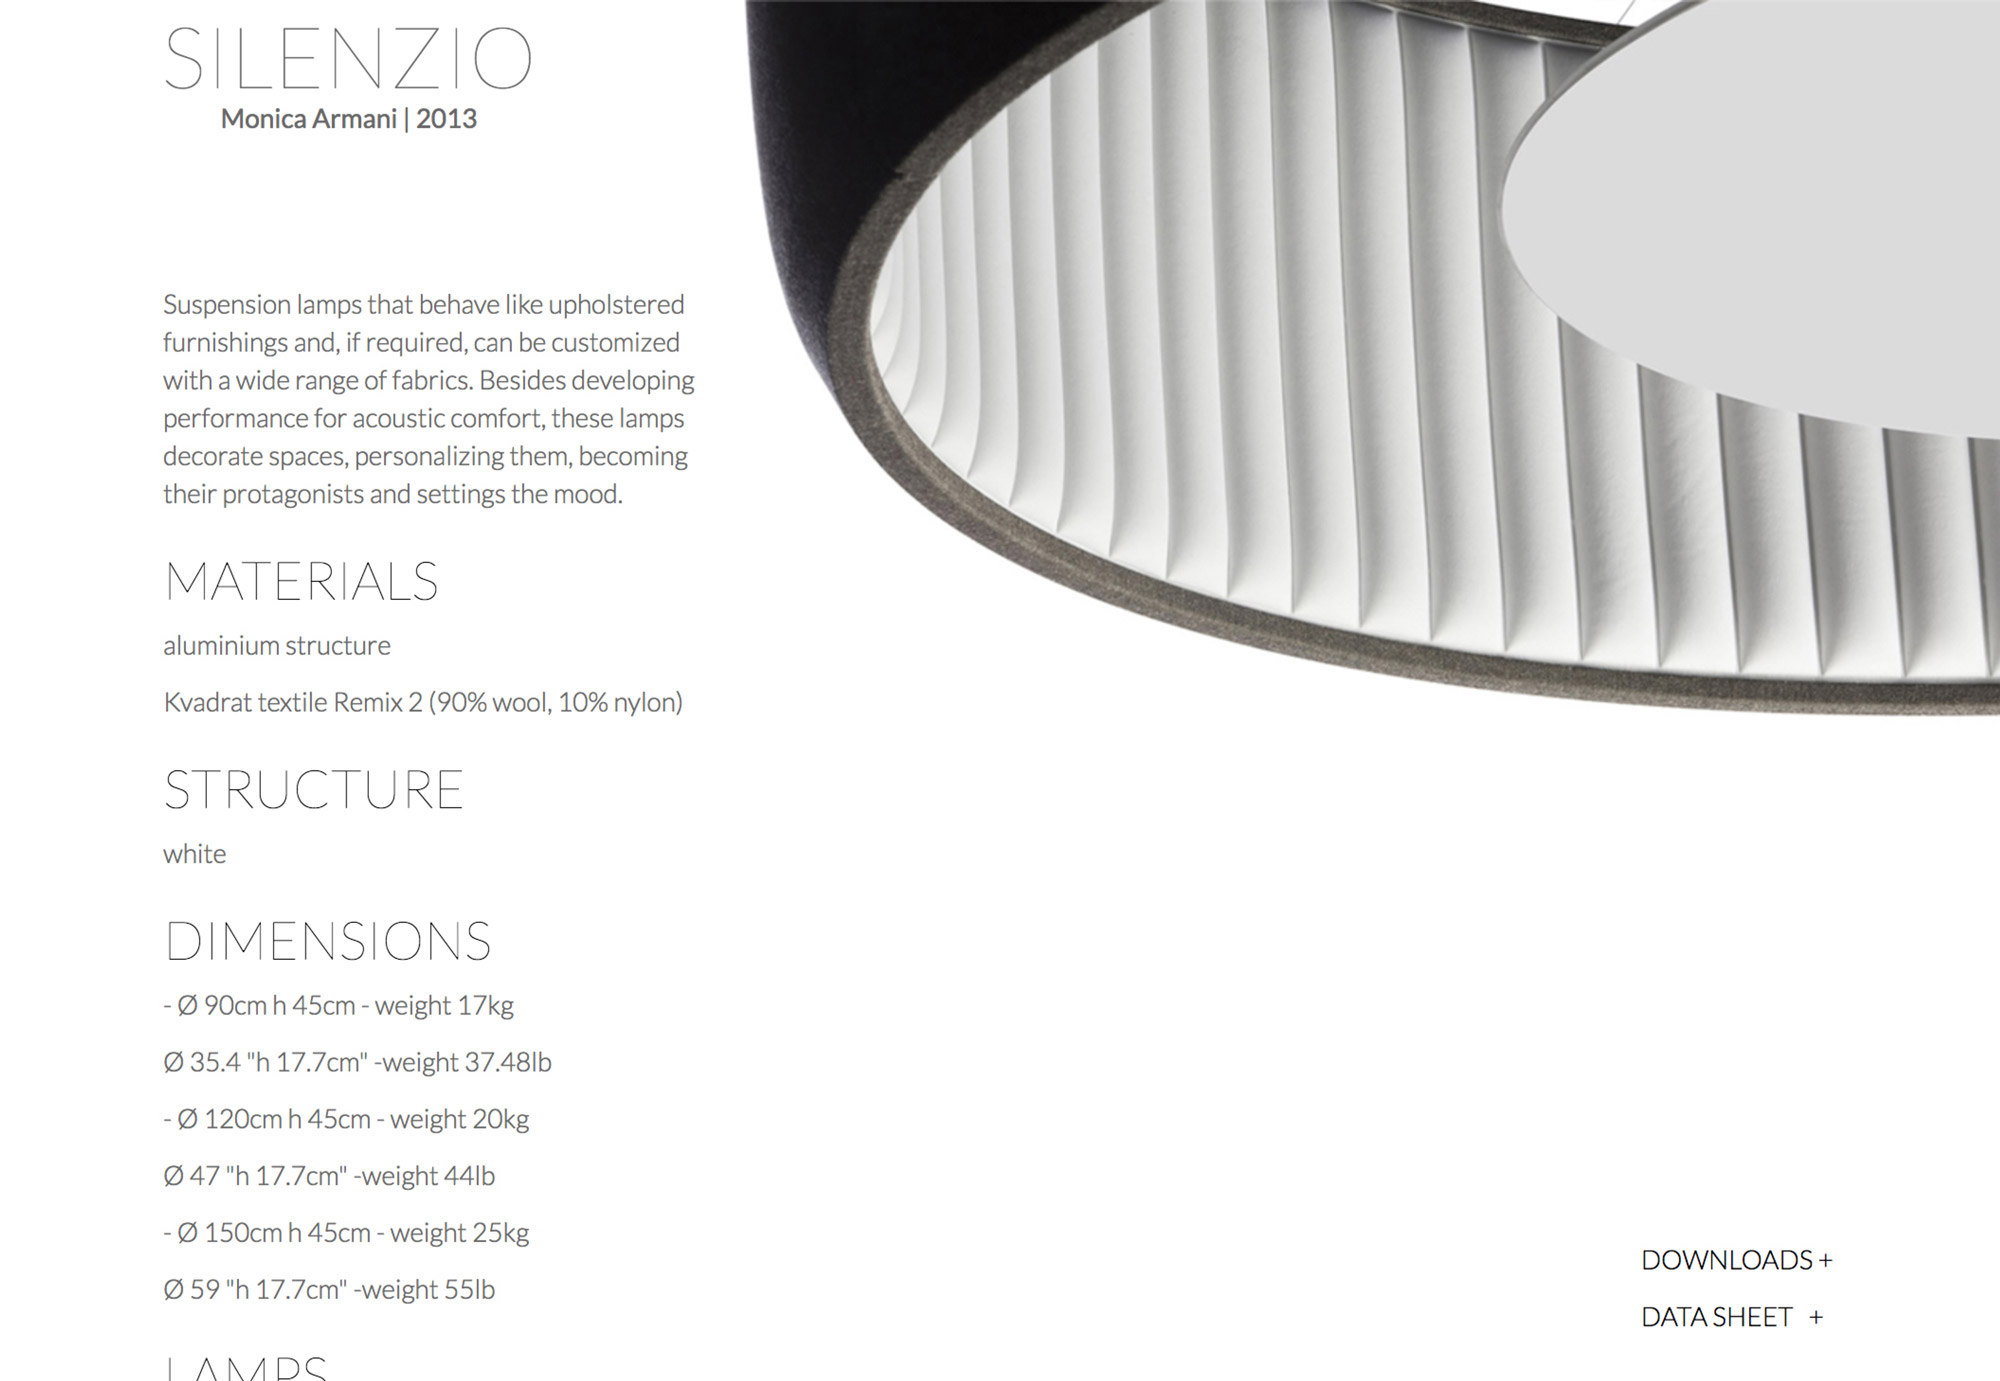 SILENZIO
Monica Armani | 2013
Suspension lamps that behave like upholstered
furnishings and, if required, can be customized
with a wide range of fabrics. Besides developing
performance for acoustic comfort, these lamps
decorate spaces, personalizing them, becoming
their protagonists and settings the mood.
MATERIALS
aluminium structure
Kvadrat textile Remix 2 (90% wool, 10% nylon)
STRUCTURE
white
DIMENSIONS
- Ø 90cm h 45cm - weight 17kg
Ø 35.4 "h 17.7cm" -weight 37.48lb
- Ø 120cm h 45cm - weight 20kg
Ø 47 "h 17.7cm" -weight 44lb
- Ø 150cm h 45cm - weight 25kg
Ø 59 "h 17.7cm" -weight 55lb
LAMPS
DOWNLOADS +
DATA SHEET +